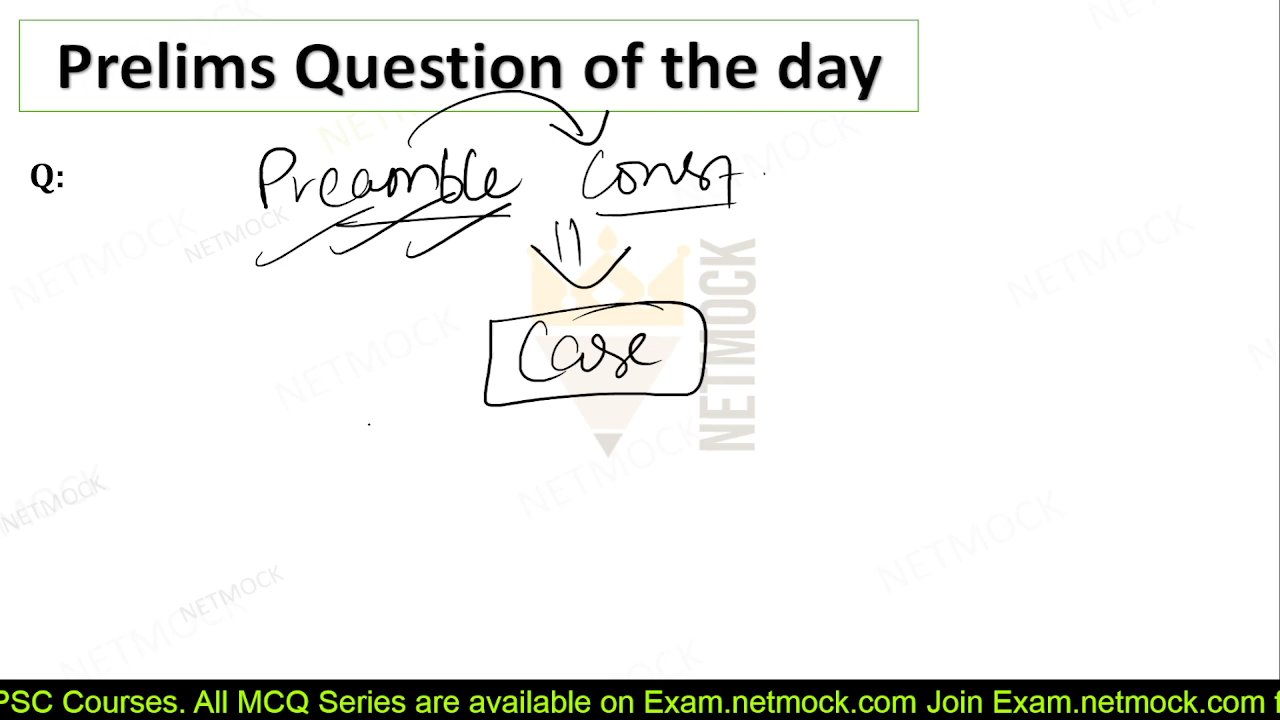 Prelims Question of the day
Q: Preamble Const
Case
NETMOCK
PSC Courses. All MCQ Series are available on Exam.netmock.com Join Exam.netmock.com t